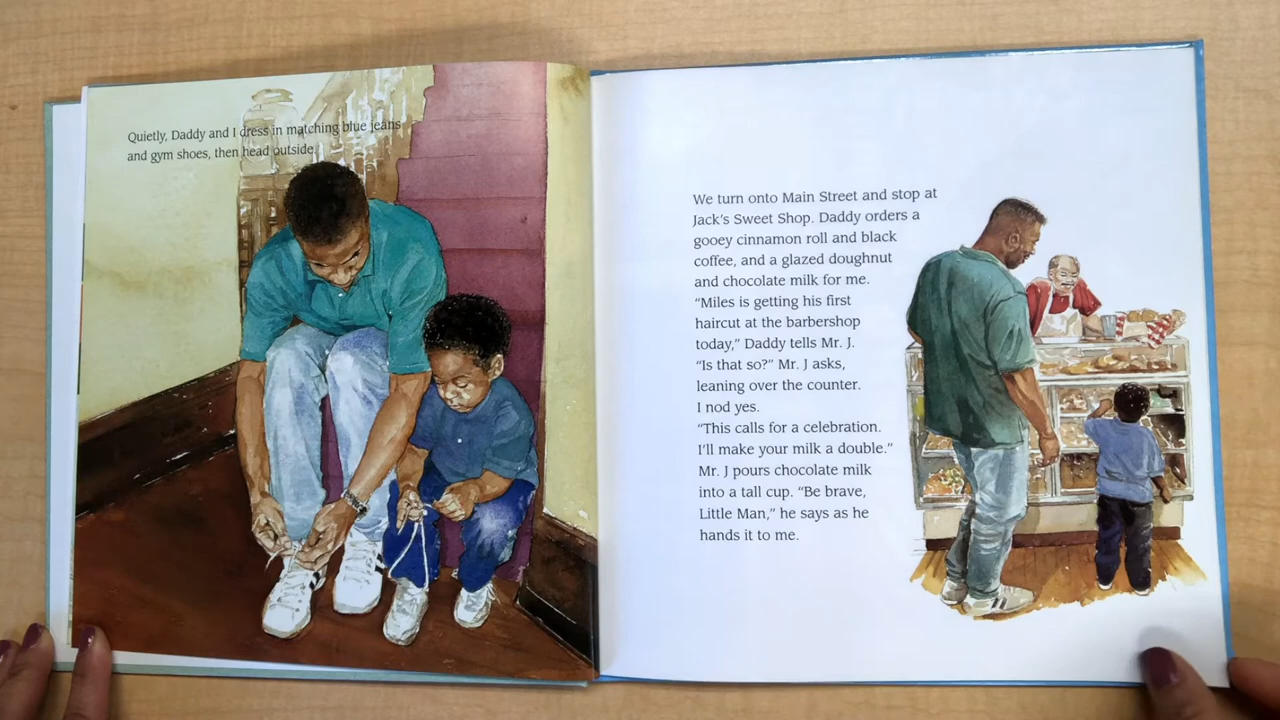 Quietly, Daddy and I dress in matching blue jeans
and gym shoes, then head outside.
We turn onto Main Street and stop at
Jack’s Sweet Shop. Daddy orders a
gooey cinnamon roll and black
coffee, and a glazed doughnut
and chocolate milk for me.
“Miles is getting his first
haircut at the barbershop
today,” Daddy tells Mr. J.
“Is that so?” Mr. J asks,
leaning over the counter.
I nod yes.
“This calls for a celebration.
I’ll make your milk a double.”
Mr. J pours chocolate milk
into a tall cup. “Be brave,
Little Man,” he says as he
hands it to me.